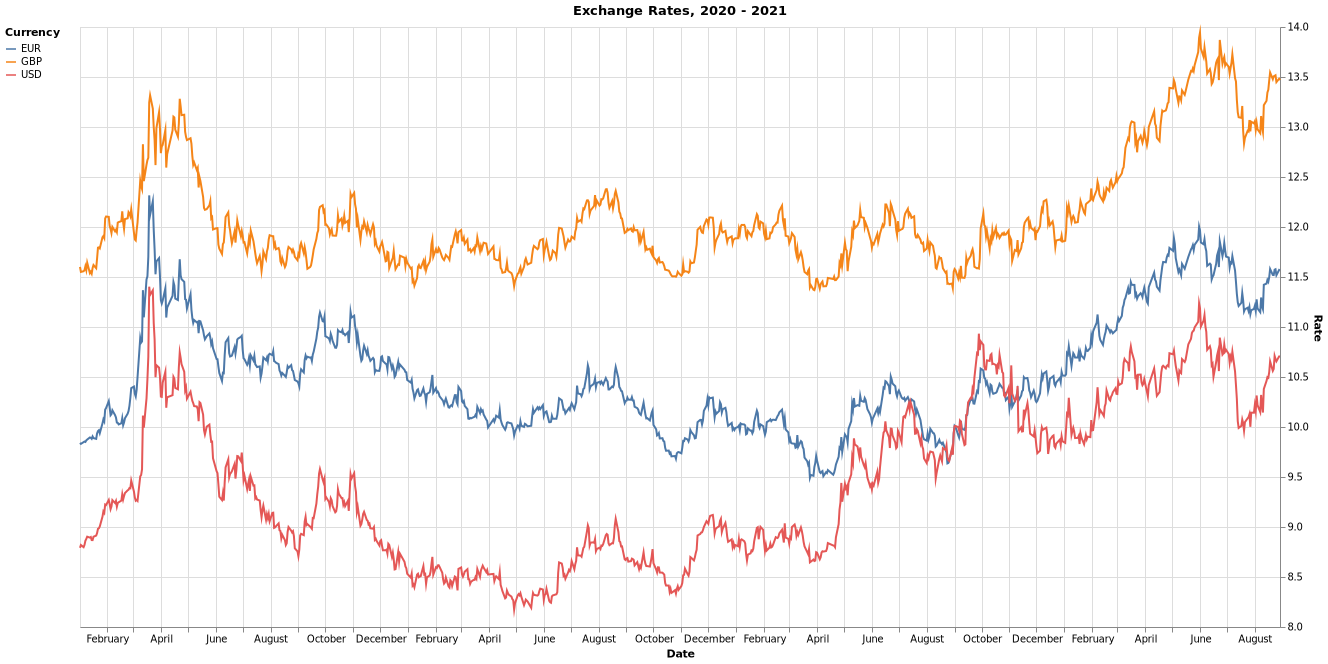 Exchange Rates, 2020 - 2021
Currency
EUR
GBP
USD
14.0
13.5
13.0
12.5
12.0
11.5
11.0
10.5
10.0
9.5
9.0
8.5
8.0
Rate
February April June August October December February April June August October December February April June August October December February April June August
Date